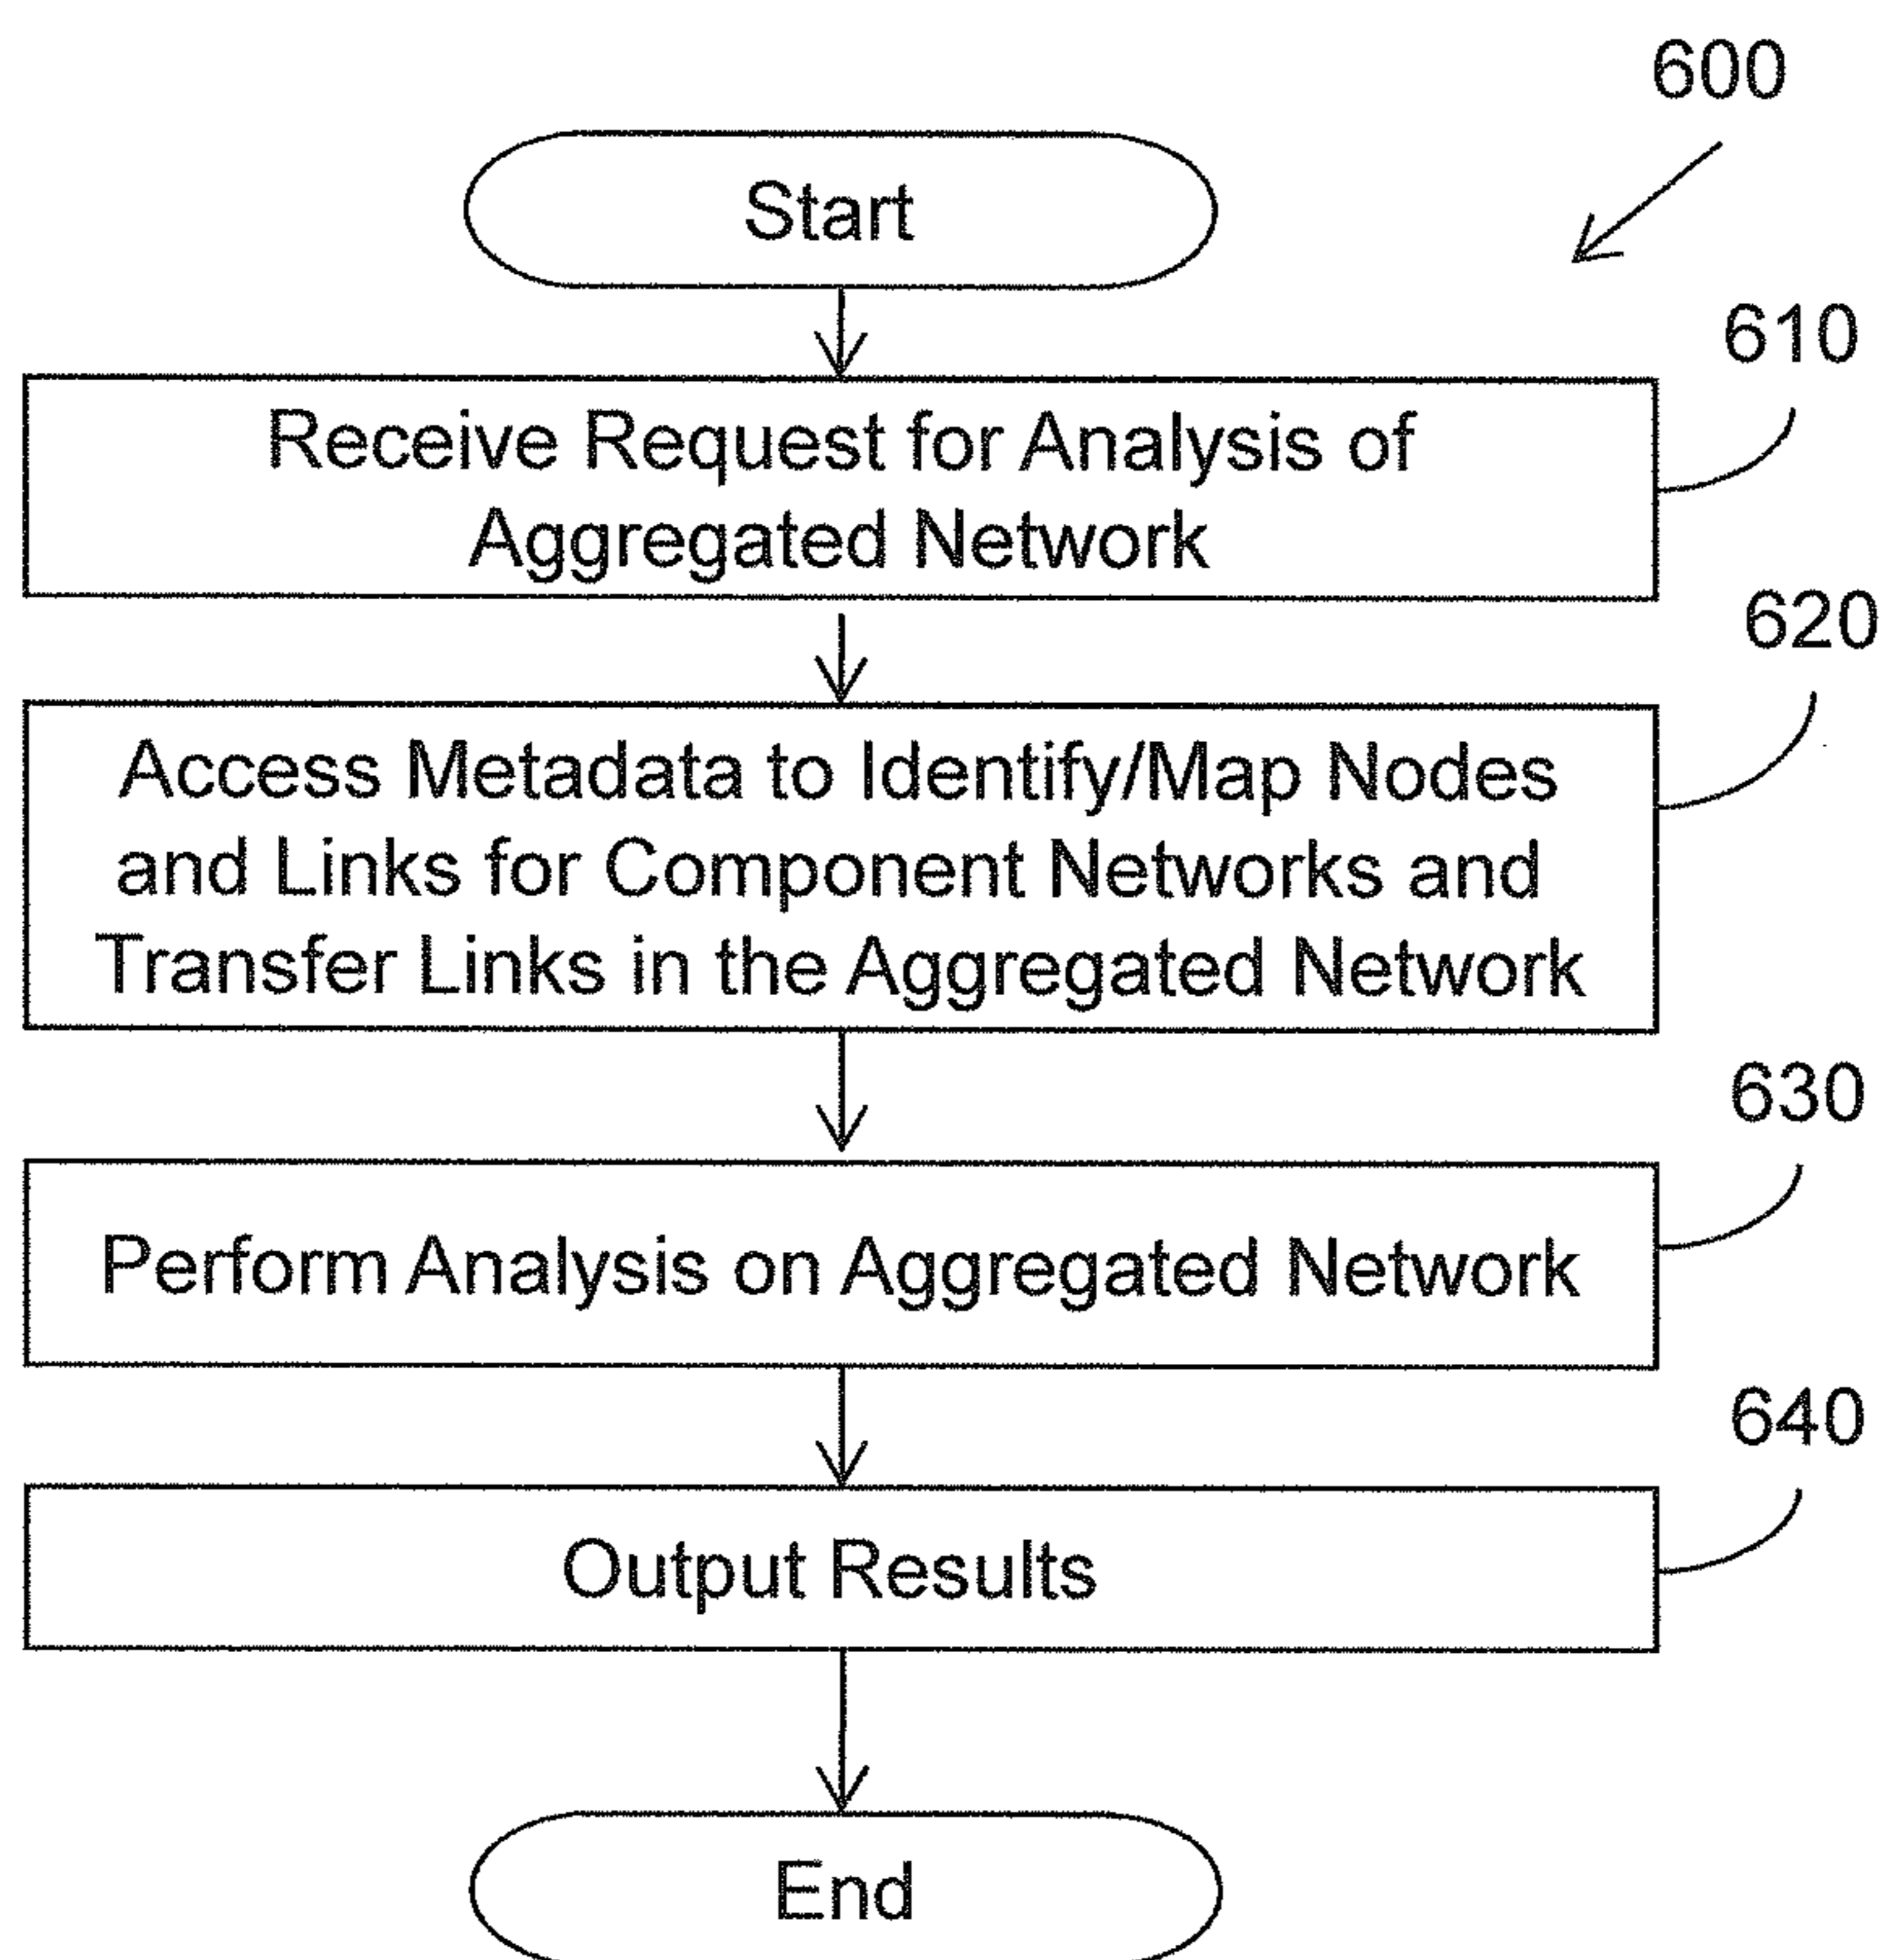 600
Start
610
Receive Request for Analysis of
Aggregated Network
620
Access Metadata to Identify/Map Nodes
and Links for Component Networks and
Transfer Links in the Aggregated Network
630
Perform Analysis on Aggregated Network
640
Output Results
End